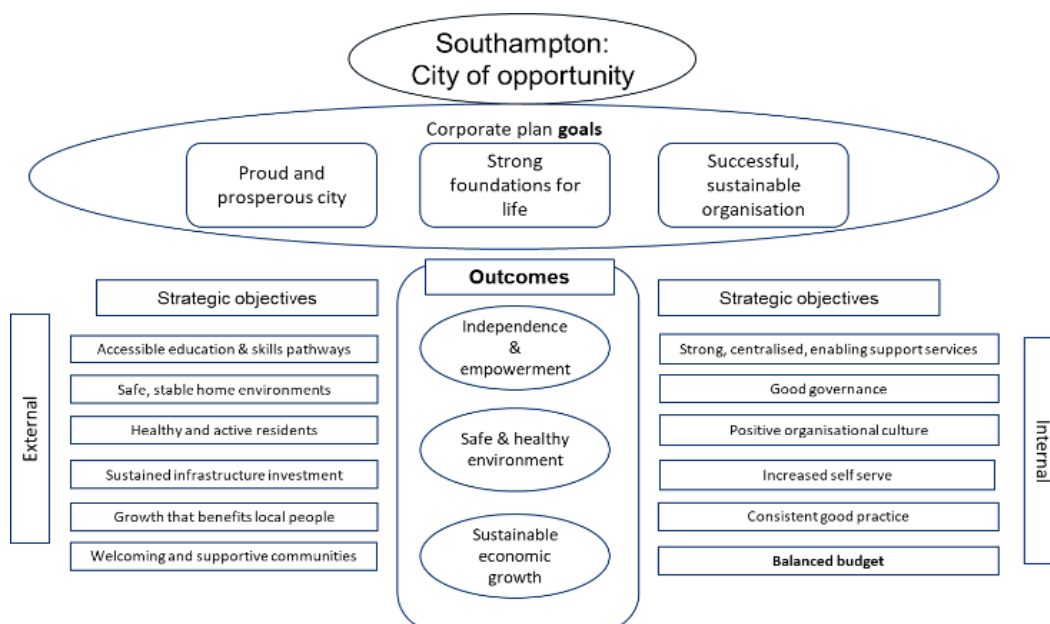 Southampton:
City of opportunity
Corporate plan goals
Proud and
prosperous city
Strong
foundations for
life
Successful,
sustainable
organisation
Strategic objectives
External
Accessible education & skills pathways
Safe, stable home environments
Healthy and active residents
Sustained infrastructure investment
Growth that benefits local people
Welcoming and supportive communities
Outcomes
Independence
&
empowerment
Safe & healthy
environment
Sustainable
economic
growth
Strategic objectives
Strong, centralised, enabling support services
Good governance
Positive organisational culture
Increased self serve
Consistent good practice
Balanced budget
Internal